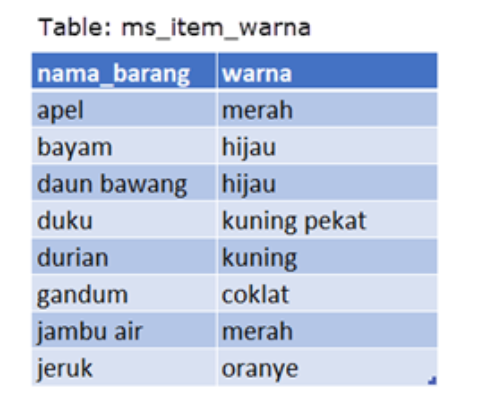 Table: ms_item_warna
nama_barang warna
apel merah
bayam hijau
daun bawang hijau
duku kuning pekat
durian kuning
gandum coklat
jambu air merah
jeruk oranye